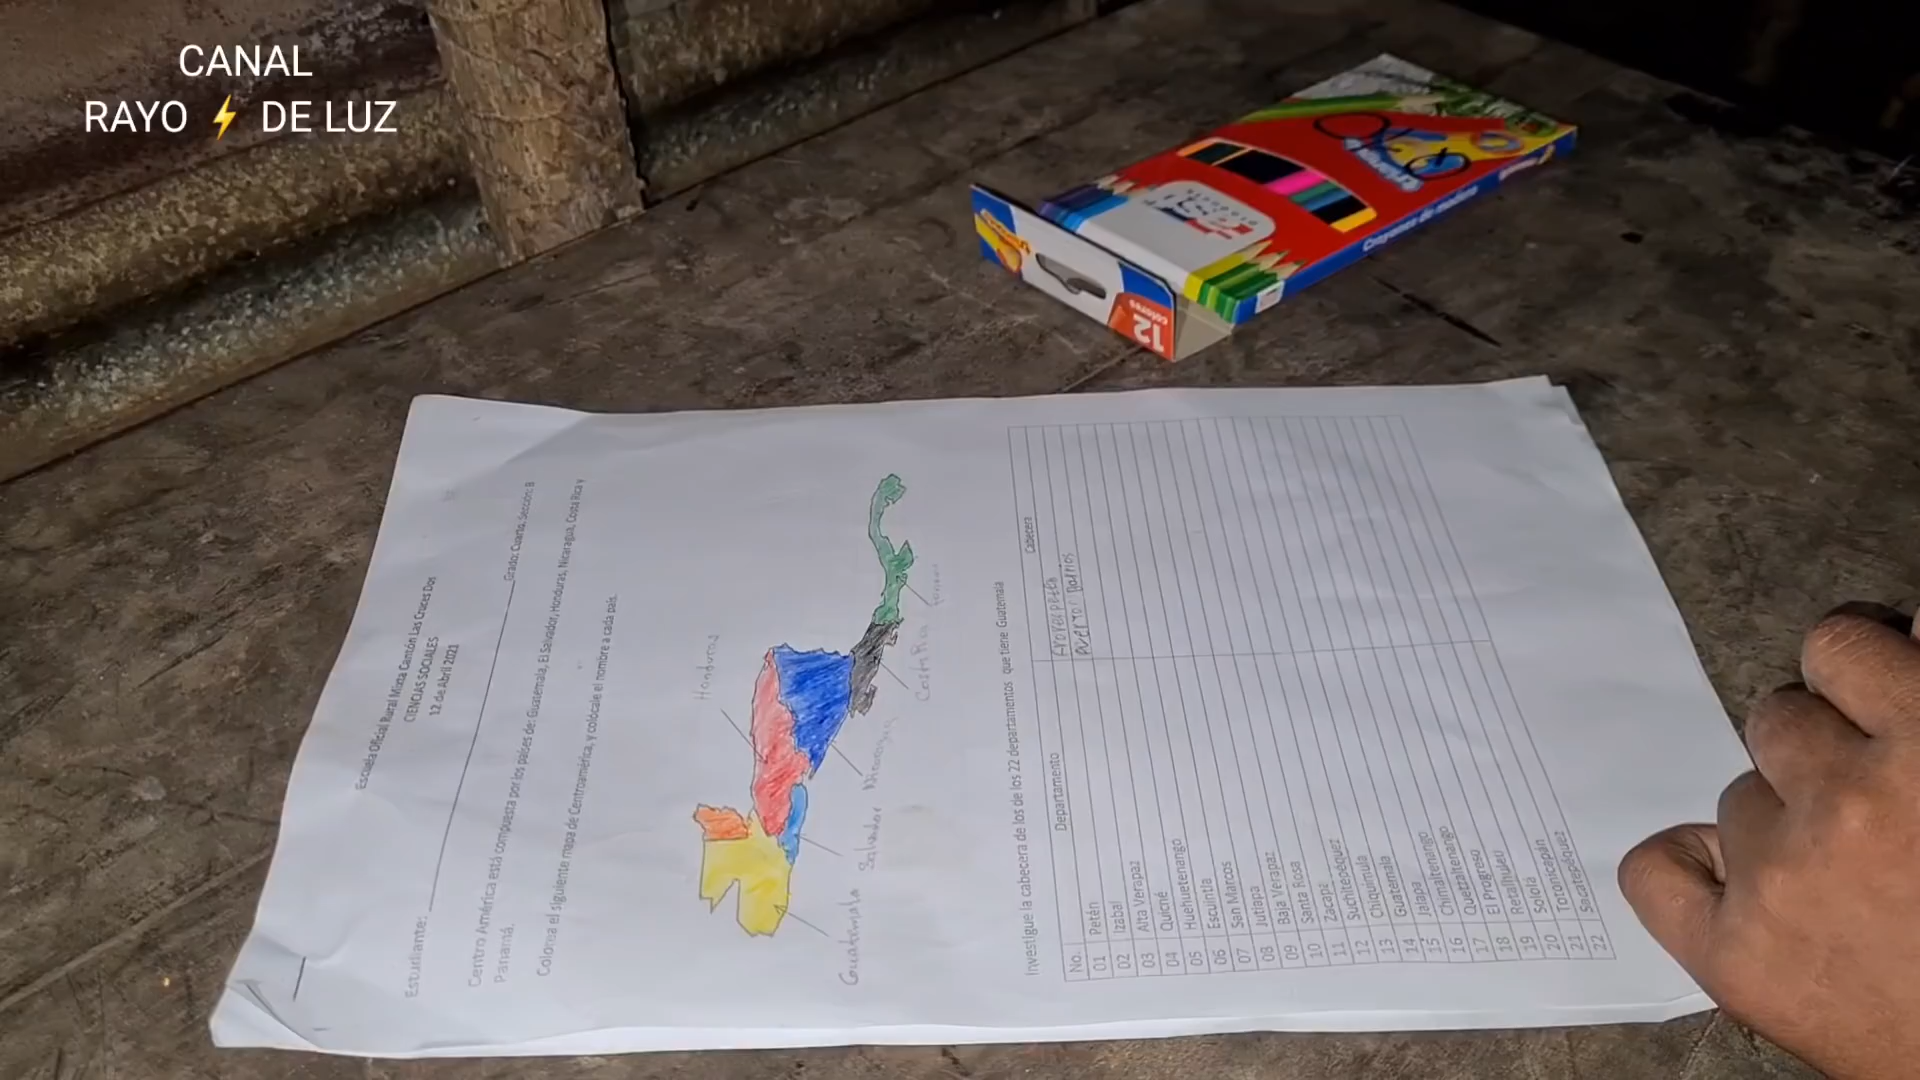 CANAL
RAYO ⚡ DE LUZ
12
colores
Crayones de madera
Escuela Oficial Rural Mixta Cantón Las Cruces Dos
CIENCIAS SOCIALES
12 de Abril 2021
Estudiante: Grado: Cuarto. Sección: B
Centro América está compuesta por los países de: Guatemala, El Salvador, Honduras, Nicaragua, Costa Rica y
Panamá.
Colorea el siguiente mapa de Centroamérica, y colócale el nombre a cada país.
Honduras
Guatemala
Salvador
Nicaragua
Costa Rica
Investigue la cabecera de los de los 22 departamentos que tiene Guatemala
No. Departamento Cabecera
01 Petén
02 Izabal Puerto Barrios
03 Alta Verapaz
04 Quiché
05 Huehuetenango
06 Escuintla
07 San Marcos
08 Jutiapa
09 Baja Verapaz
10 Santa Rosa
11 Zacapa
12 Suchitepéquez
13 Chiquimula
14 Guatemala
15 Jalapa
16 Chimaltenango
17 Quetzaltenango
18 El Progreso
19 Retalhuleu
20 Sololá
21 Totonicapán
22 Sacatepéquez